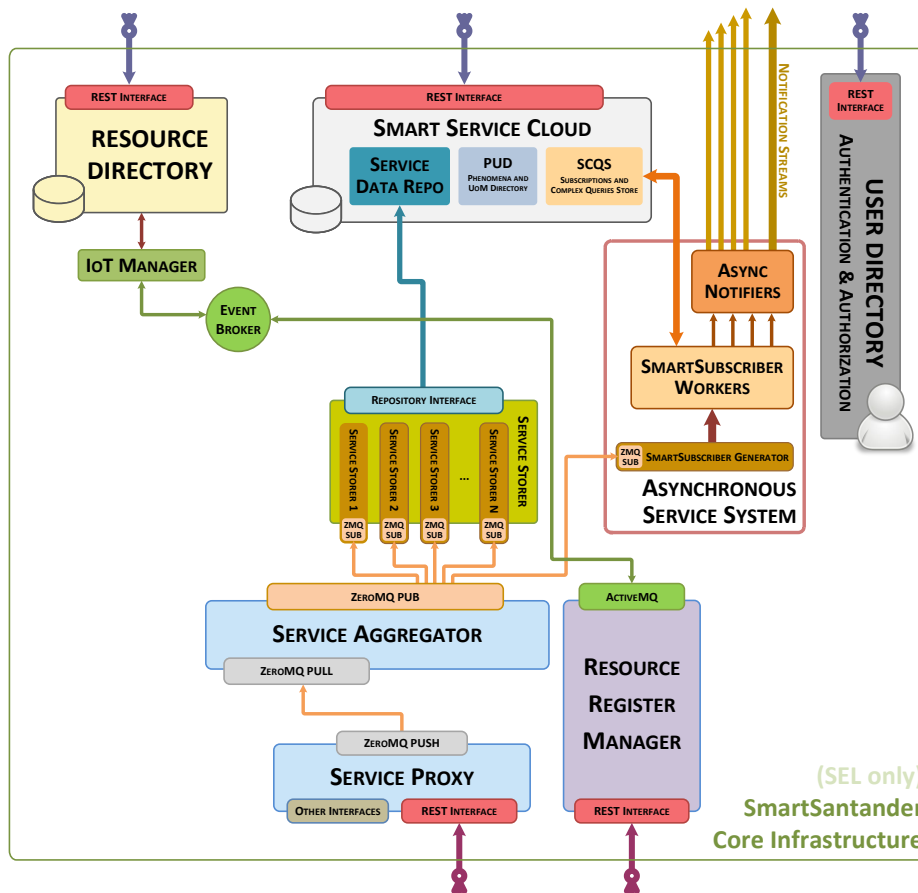 REST Interface
RESOURCE
DIRECTORY
IoT Manager
Event
Broker
REST Interface
Smart Service Cloud
Service
Data Repo
PUD
Phenomena and
UoM Directory
SCQS
Subscriptions and
Complex Queries Store
Notification Streams
REST
Interface
USER DIRECTORY
Authentication & Authorization
Async
Notifiers
SmartSubscriber
Workers
ZMQ
SUB
SmartSubscriber Generator
Asynchronous
Service System
Repository Interface
Service Storer
Service Storer 1
Service Storer 2
Service Storer 3
...
Service Storer N
ZMQ
SUB
ZMQ
SUB
ZMQ
SUB
ZMQ
SUB
ZeroMQ PUB
Service Aggregator
ZeroMQ PULL
ZeroMQ PUSH
Service Proxy
Other Interfaces
REST Interface
ActiveMQ
Resource
Register
Manager
REST Interface
(SEL only)
SmartSantander
Core Infrastructure